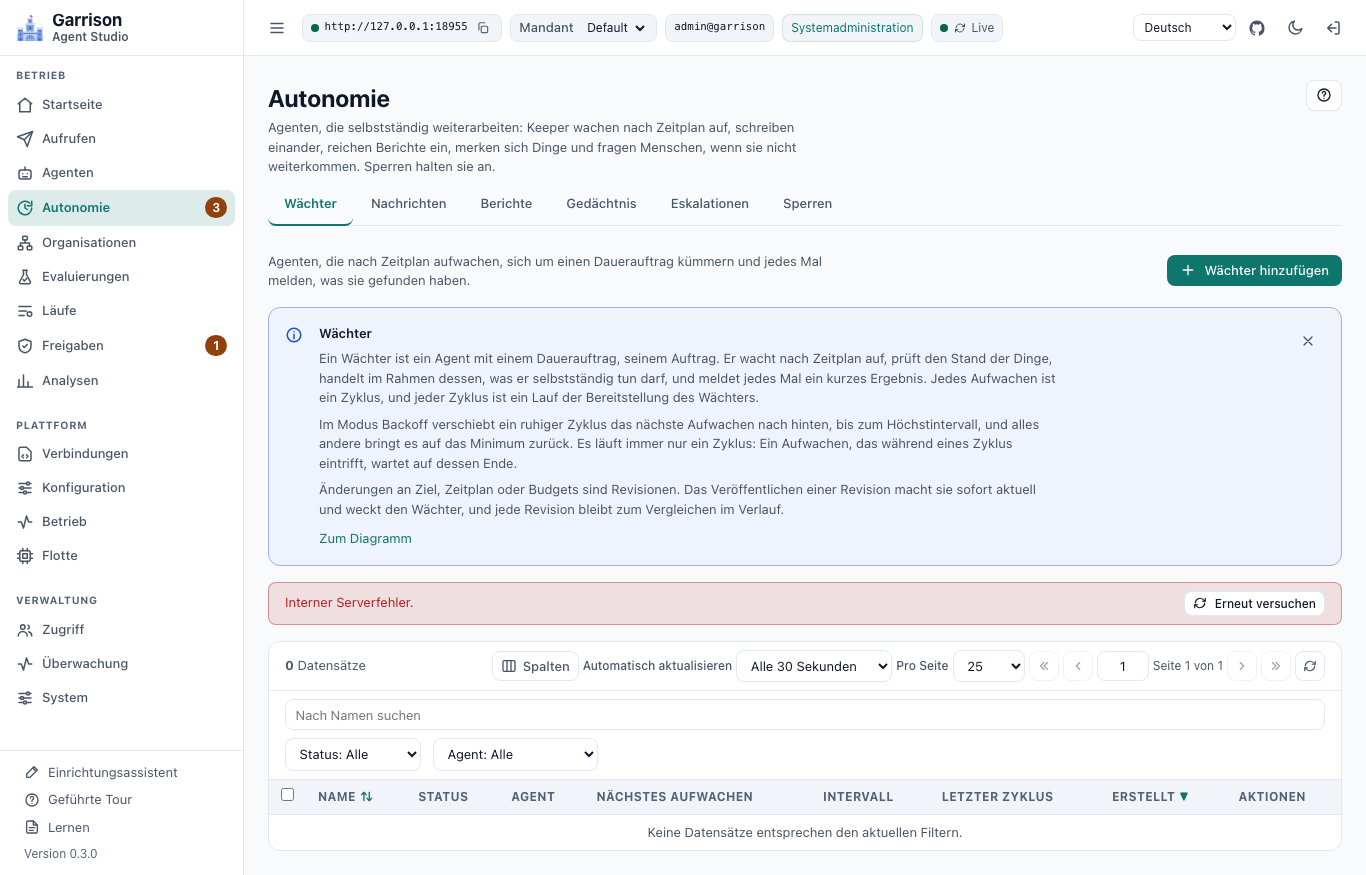 Garrison
Agent Studio
http://127.0.0.1:18955
Mandant Default
admin@garrison
Systemadministration
Live
Deutsch
BETRIEB
Startseite
Aufrufen
Agenten
Autonomie 3
Organisationen
Evaluierungen
Läufe
Freigaben 1
Analysen
PLATTFORM
Verbindungen
Konfiguration
Betrieb
Flotte
VERWALTUNG
Zugriff
Überwachung
System
Einrichtungsassistent
Geführte Tour
Lernen
Version 0.3.0
Autonomie
Agenten, die selbstständig weiterarbeiten: Keeper wachen nach Zeitplan auf, schreiben
einander, reichen Berichte ein, merken sich Dinge und fragen Menschen, wenn sie nicht
weiterkommen. Sperren halten sie an.
Wächter Nachrichten Berichte Gedächtnis Eskalationen Sperren
Agenten, die nach Zeitplan aufwachen, sich um einen Dauerauftrag kümmern und jedes Mal
melden, was sie gefunden haben.
Wächter hinzufügen
Wächter
Ein Wächter ist ein Agent mit einem Dauerauftrag, seinem Auftrag. Er wacht nach Zeitplan auf, prüft den Stand der Dinge,
handelt im Rahmen dessen, was er selbstständig tun darf, und meldet jedes Mal ein kurzes Ergebnis. Jedes Aufwachen ist
ein Zyklus, und jeder Zyklus ist ein Lauf der Bereitstellung des Wächters.
Im Modus Backoff verschiebt ein ruhiger Zyklus das nächste Aufwachen nach hinten, bis zum Höchstintervall, und alles
andere bringt es auf das Minimum zurück. Es läuft immer nur ein Zyklus: Ein Aufwachen, das während eines Zyklus
eintrifft, wartet auf dessen Ende.
Änderungen an Ziel, Zeitplan oder Budgets sind Revisionen. Das Veröffentlichen einer Revision macht sie sofort aktuell
und weckt den Wächter, und jede Revision bleibt zum Vergleichen im Verlauf.
Zum Diagramm
Interner Serverfehler.
Erneut versuchen
0 Datensätze
Spalten
Automatisch aktualisieren Alle 30 Sekunden
Pro Seite 25
1 Seite 1 von 1
Nach Namen suchen
Status: Alle
Agent: Alle
NAME STATUS AGENT NÄCHSTES AUFWACHEN INTERVALL LETZTER ZYKLUS ERSTELLT AKTIONEN
Keine Datensätze entsprechen den aktuellen Filtern.